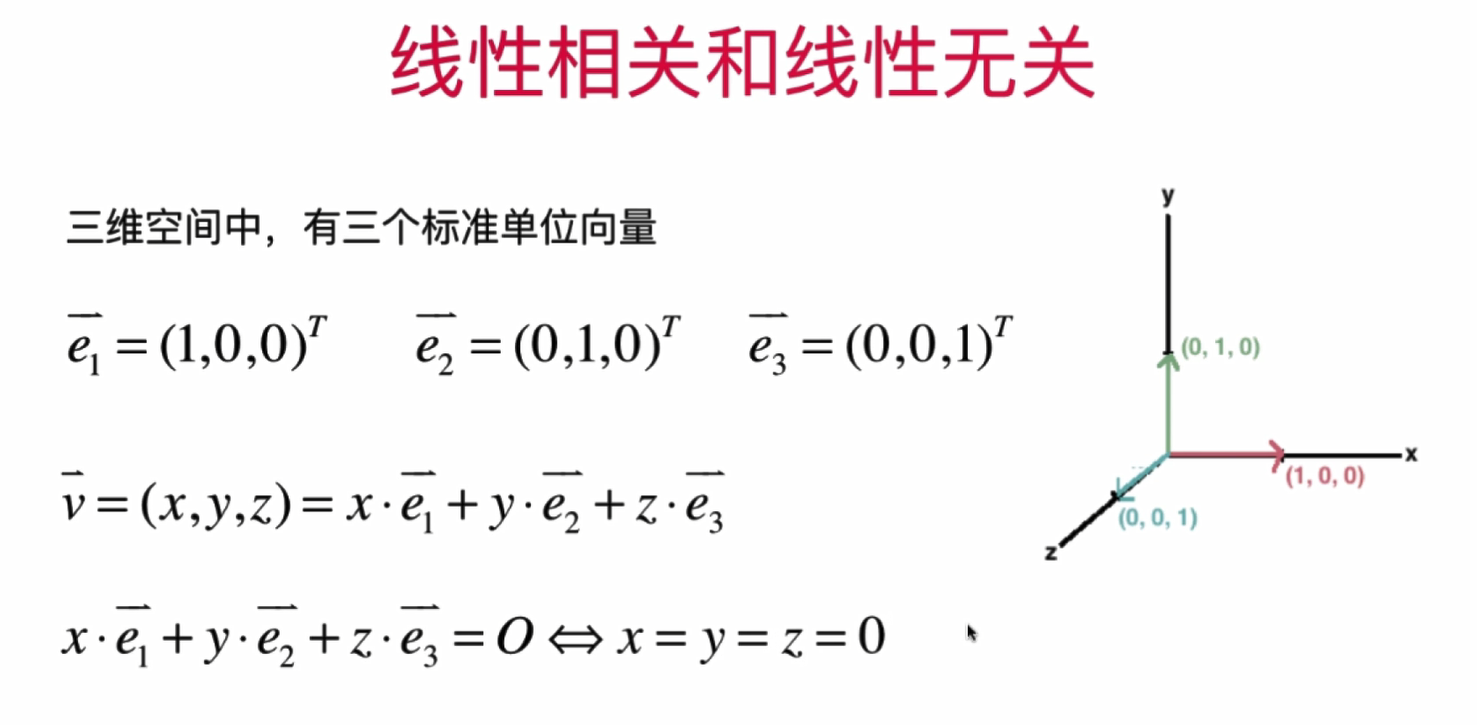 线性相关和线性无关
三维空间中，有三个标准单位向量
$\overrightarrow{e_1} = (1,0,0)^T \quad \overrightarrow{e_2} = (0,1,0)^T \quad \overrightarrow{e_3} = (0,0,1)^T$
$\vec{v} = (x,y,z) = x \cdot \overrightarrow{e_1} + y \cdot \overrightarrow{e_2} + z \cdot \overrightarrow{e_3}$
$x \cdot \overrightarrow{e_1} + y \cdot \overrightarrow{e_2} + z \cdot \overrightarrow{e_3} = O \Leftrightarrow x = y = z = 0$
y
(0, 1, 0)
x
(1, 0, 0)
(0, 0, 1)
z